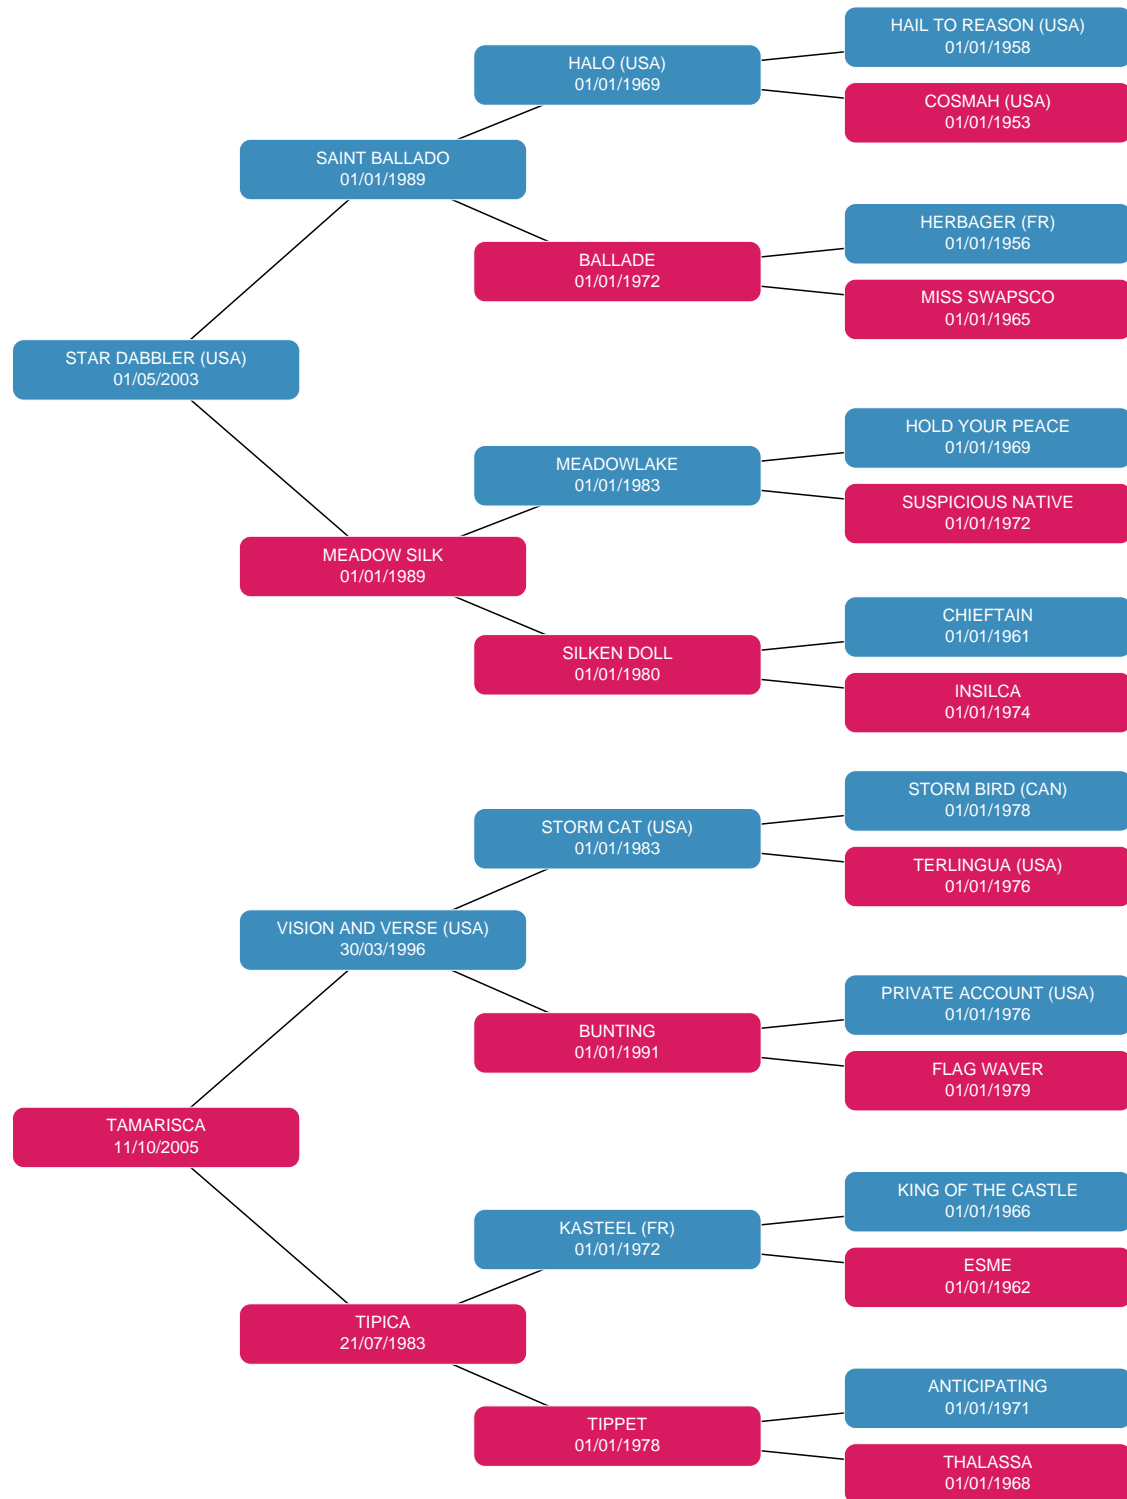 HAIL TO REASON (USA)
01/01/1958
HALO (USA)
01/01/1969
COSMAH (USA)
01/01/1953
SAINT BALLADO
01/01/1989
HERBAGER (FR)
01/01/1956
BALLADE
01/01/1972
MISS SWAPSCO
01/01/1965
STAR DABBLER (USA)
01/05/2003
HOLD YOUR PEACE
01/01/1969
MEADOWLAKE
01/01/1983
SUSPICIOUS NATIVE
01/01/1972
MEADOW SILK
01/01/1989
CHIEFTAIN
01/01/1961
SILKEN DOLL
01/01/1980
INSILCA
01/01/1974
STORM BIRD (CAN)
01/01/1978
STORM CAT (USA)
01/01/1983
TERLINGUA (USA)
01/01/1976
VISION AND VERSE (USA)
30/03/1996
PRIVATE ACCOUNT (USA)
01/01/1976
BUNTING
01/01/1991
FLAG WAVER
01/01/1979
TAMARISCA
11/10/2005
KING OF THE CASTLE
01/01/1966
KASTEEL (FR)
01/01/1972
ESME
01/01/1962
TIPICA
21/07/1983
ANTICIPATING
01/01/1971
TIPPET
01/01/1978
THALASSA
01/01/1968